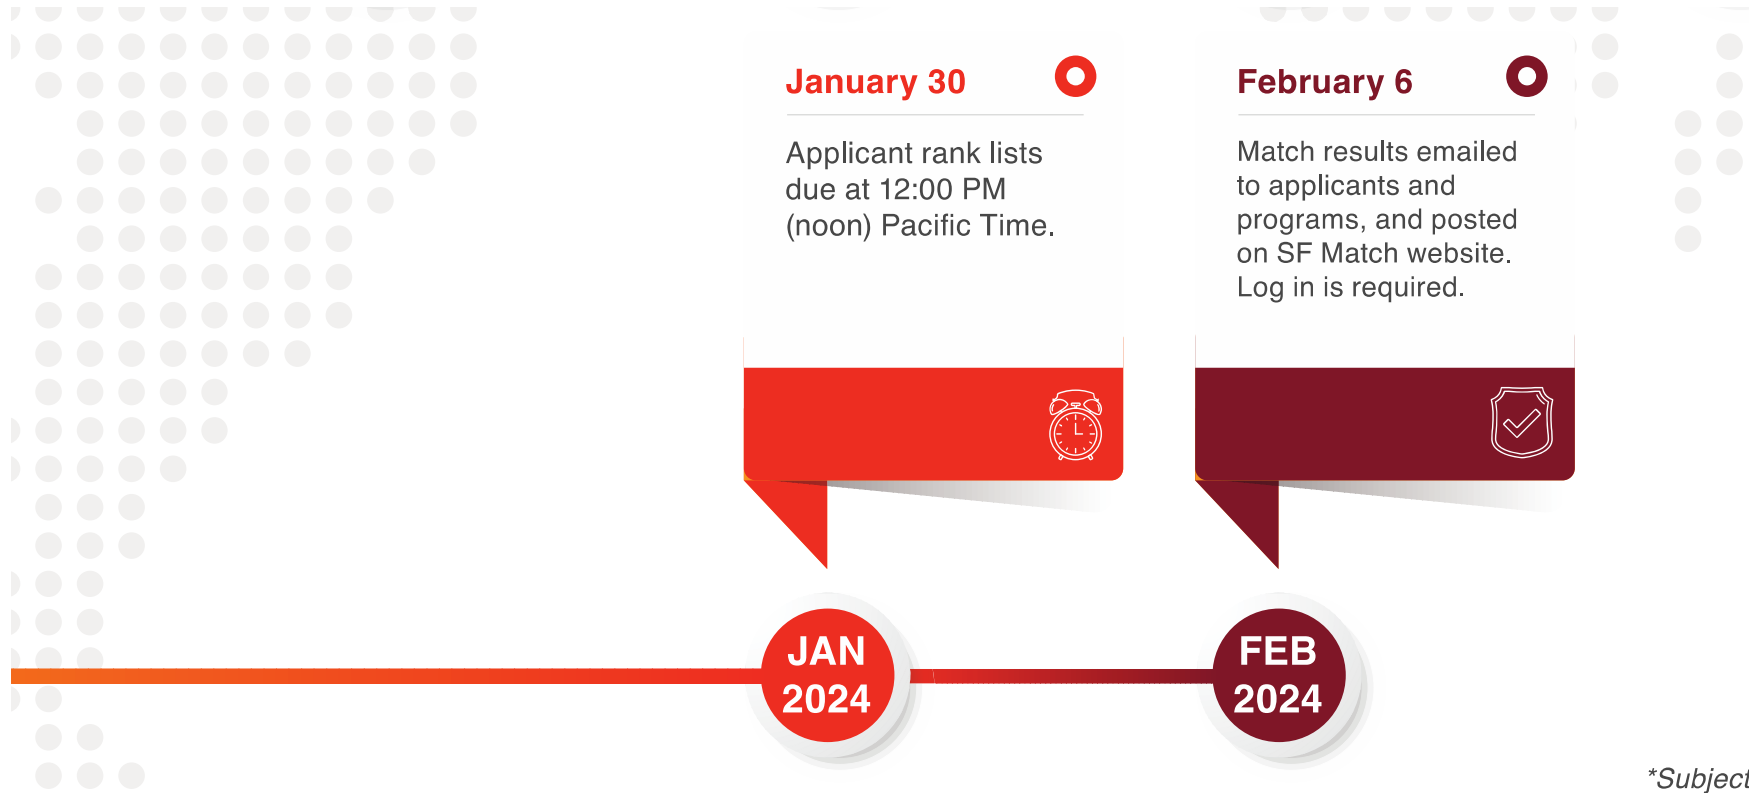 January 30
Applicant rank lists
due at 12:00 PM
(noon) Pacific Time.
February 6
Match results emailed
to applicants and
programs, and posted
on SF Match website.
Log in is required.
JAN
2024
FEB
2024
*Subject